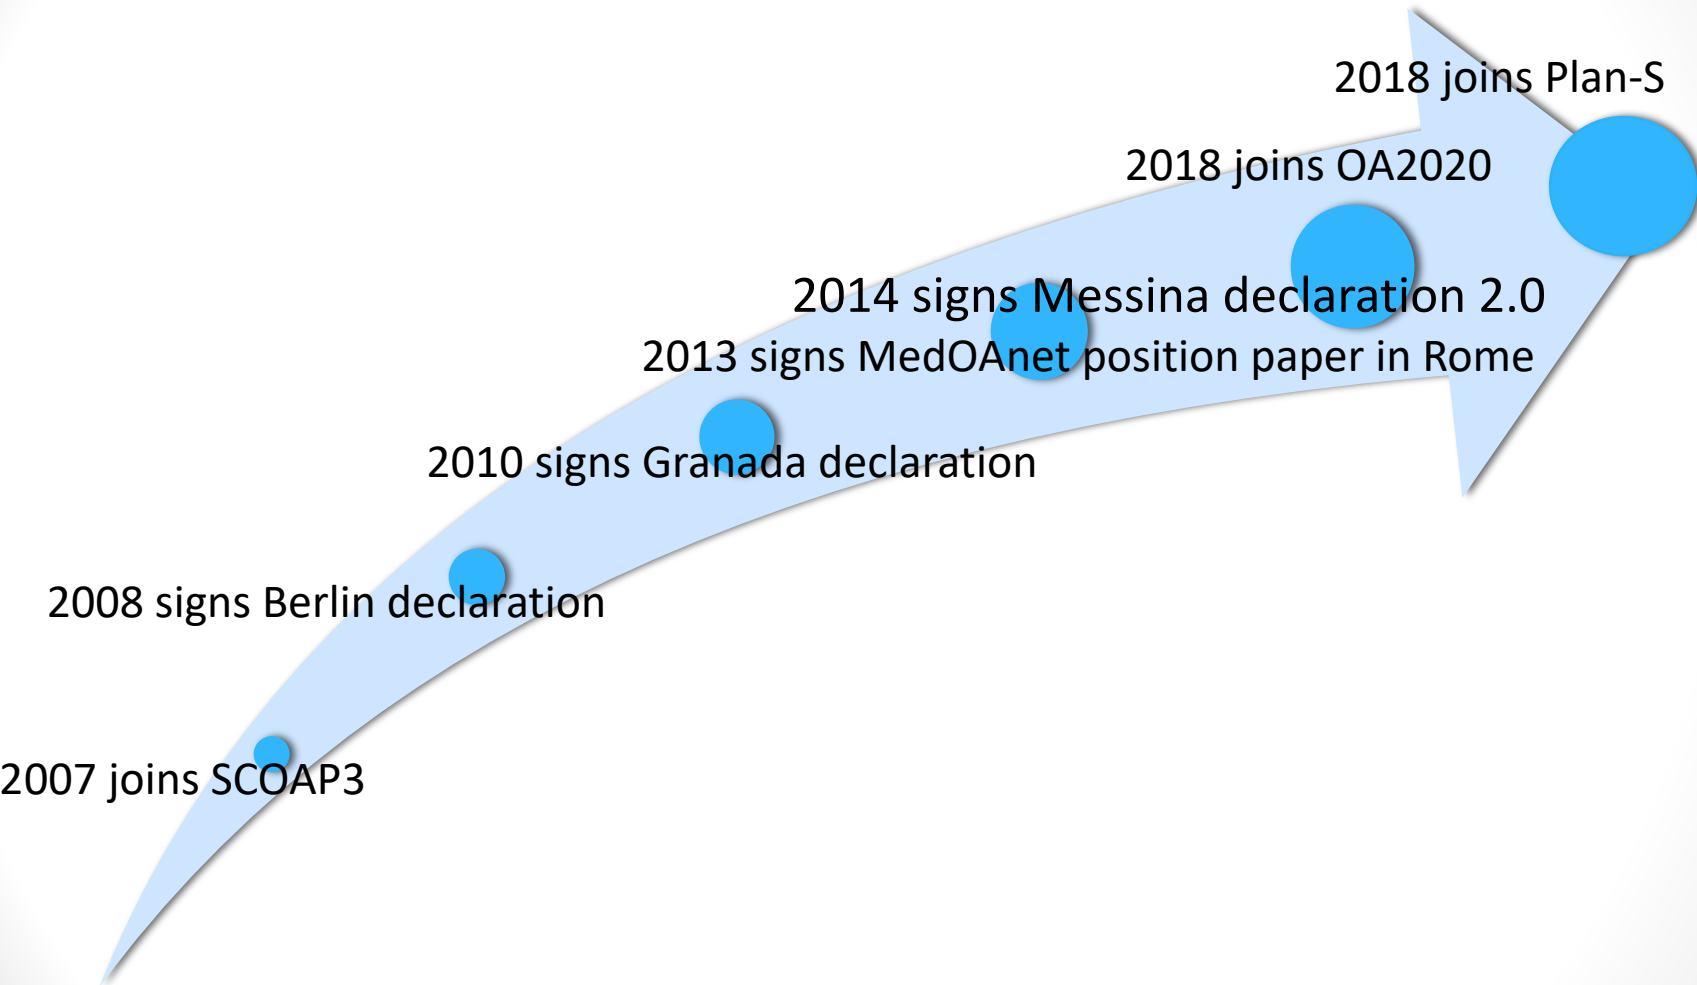 2018 joins Plan-S
2018 joins OA2020
2014 signs Messina declaration 2.0
2013 signs MedOAnet position paper in Rome
2010 signs Granada declaration
2008 signs Berlin declaration
2007 joins SCOAP3